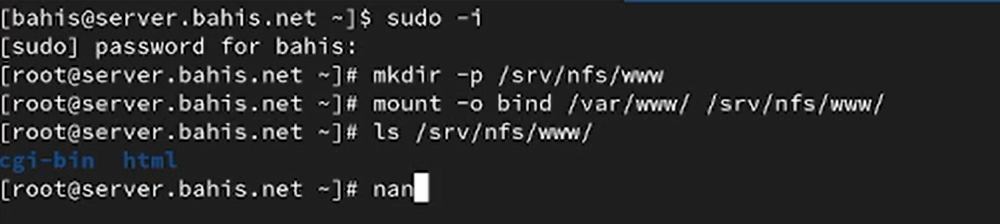 [bahis@server.bahis.net ~]$ sudo -i
[sudo] password for bahis:
[root@server.bahis.net ~]# mkdir -p /srv/nfs/www
[root@server.bahis.net ~]# mount -o bind /var/www/ /srv/nfs/www/
[root@server.bahis.net ~]# ls /srv/nfs/www/
cgi-bin  html
[root@server.bahis.net ~]# nan